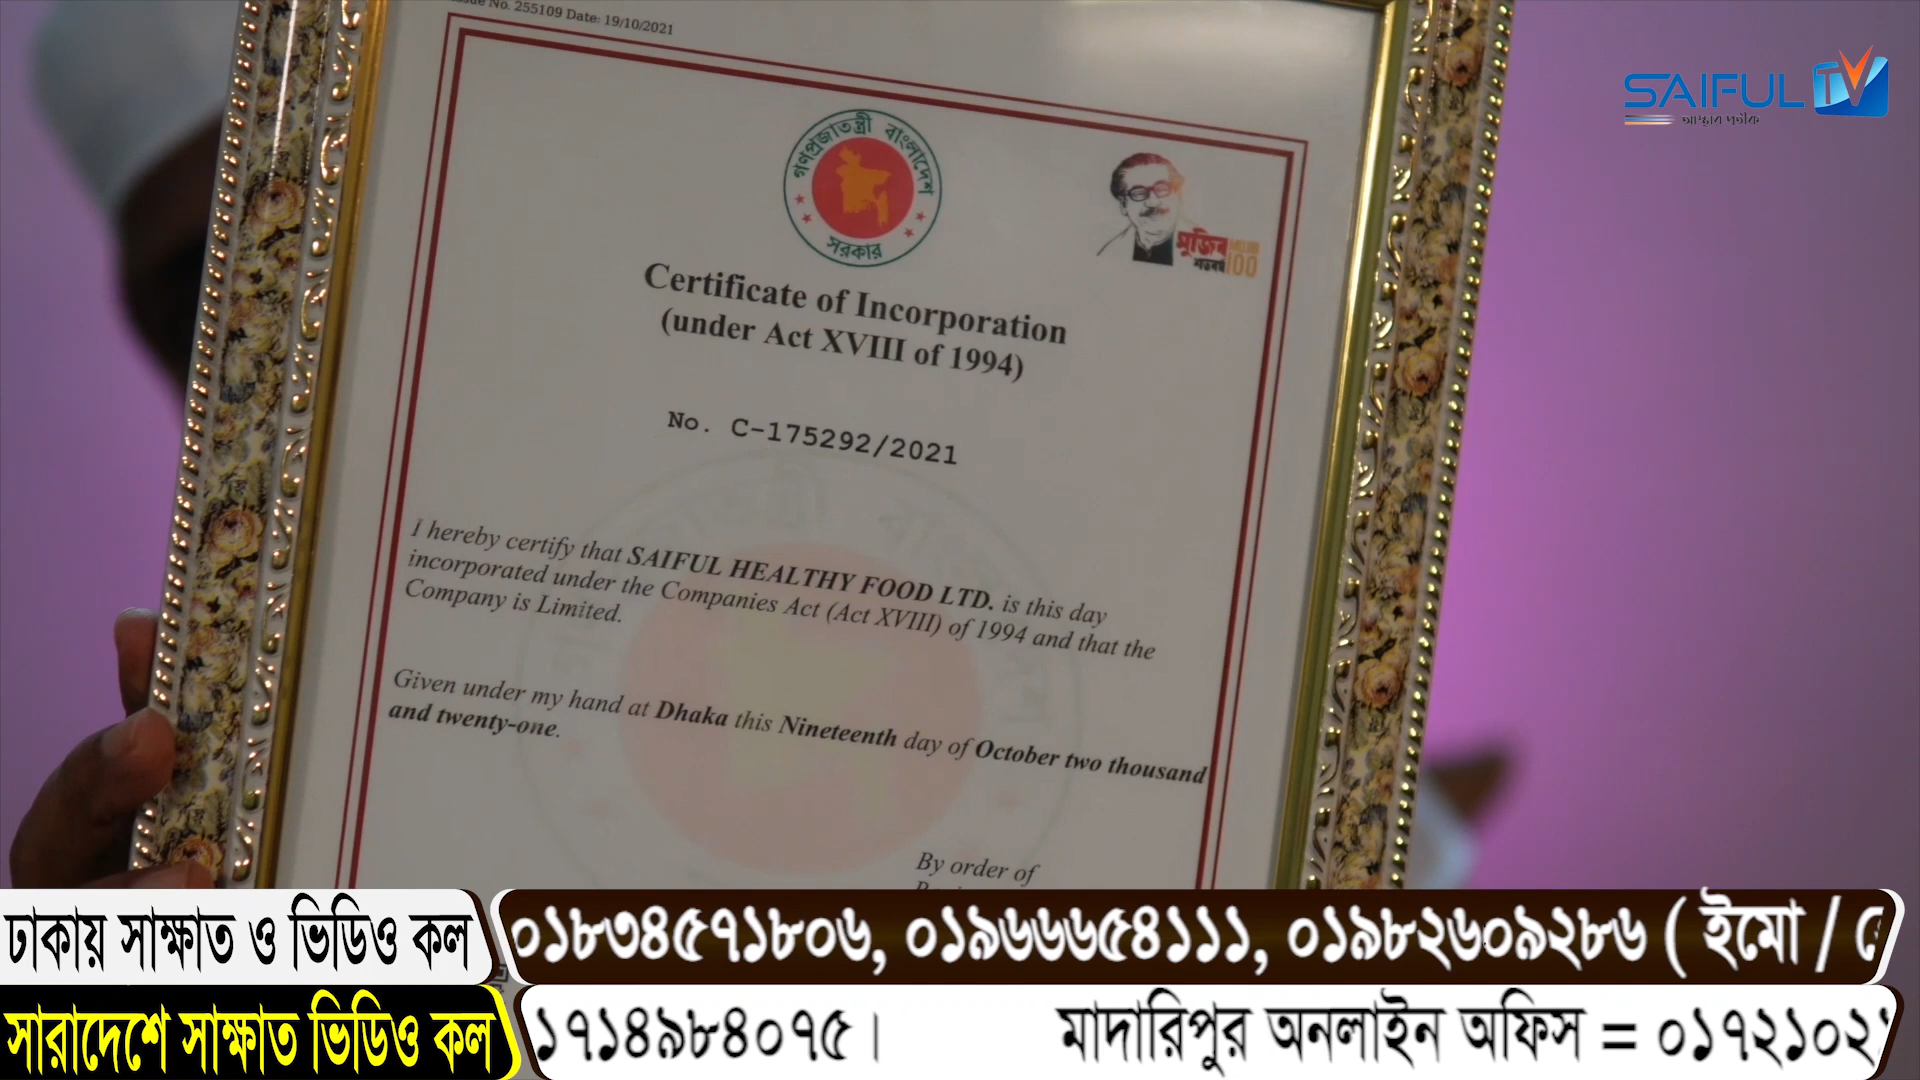 Issue No. 255109 Date: 19/10/2021
SAIFUL TV
আস্থার প্রতীক
গণপ্রজাতন্ত্রী বাংলাদেশ
সরকার
মুজিব
শতবর্ষ 100
Certificate of Incorporation
(under Act XVIII of 1994)
No. C-175292/2021
I hereby certify that SAIFUL HEALTHY FOOD LTD. is this day
incorporated under the Companies Act (Act XVIII) of 1994 and that the
Company is Limited.
Given under my hand at Dhaka this Nineteenth day of October two thousand
and twenty-one.
By order of
ঢাকায় সাক্ষাত ও ভিডিও কল
০১৮৩৪৫৭১৮০৬, ০১৯৬৬৬৫৪১১১, ০১৯৮২৬০৯২৮৬ ( ইমো /
সারাদেশে সাক্ষাত ভিডিও কল
১৭১৪৯৮৪০৭৫। মাদারিপুর অনলাইন অফিস = ০১৭২১০২